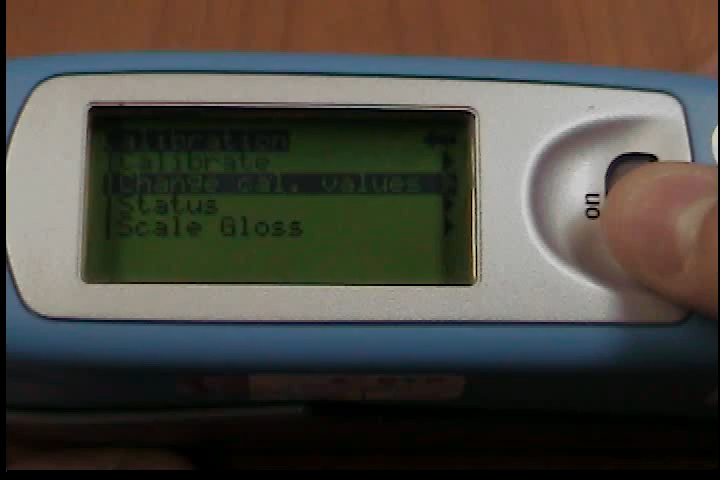 Calibration
Calibrate
Change cal. values
Status
Scale Gloss
on